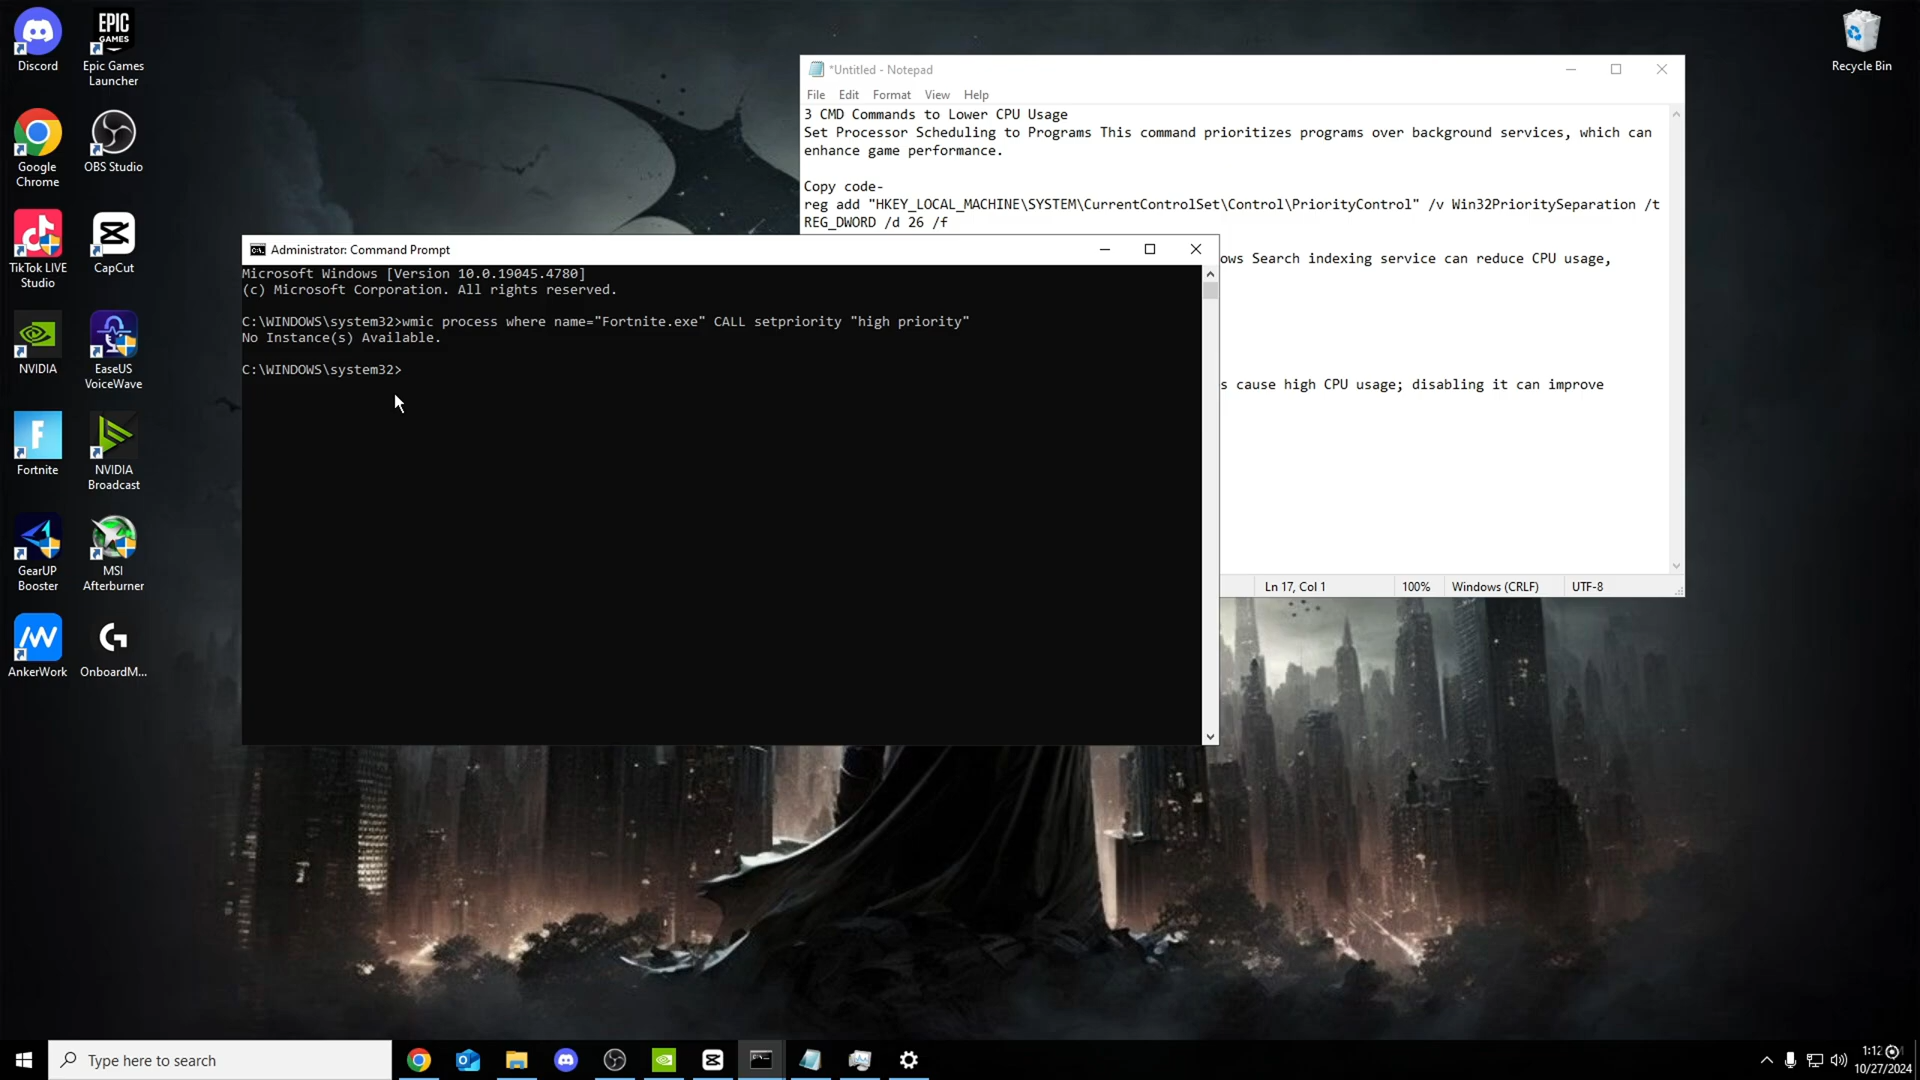 Discord
EPIC
GAMES
Epic Games
Launcher
Recycle Bin
Google
Chrome
OBS Studio
TikTok LIVE
Studio
CapCut
NVIDIA
EaseUS
VoiceWave
Fortnite
NVIDIA
Broadcast
GearUP
Booster
MSI
Afterburner
AnkerWork
OnboardM...
*Untitled - Notepad
File Edit Format View Help
3 CMD Commands to Lower CPU Usage
Set Processor Scheduling to Programs This command prioritizes programs over background services, which can
enhance game performance.
Copy code-
reg add "HKEY_LOCAL_MACHINE\SYSTEM\CurrentControlSet\Control\PriorityControl" /v Win32PrioritySeparation /t
REG_DWORD /d 26 /f
ows Search indexing service can reduce CPU usage,
s cause high CPU usage; disabling it can improve
Ln 17, Col 1 100% Windows (CRLF) UTF-8
Administrator: Command Prompt
Microsoft Windows [Version 10.0.19045.4780]
(c) Microsoft Corporation. All rights reserved.
C:\WINDOWS\system32>wmic process where name="Fortnite.exe" CALL setpriority "high priority"
No Instance(s) Available.
C:\WINDOWS\system32>
Type here to search
1:12
10/27/2024